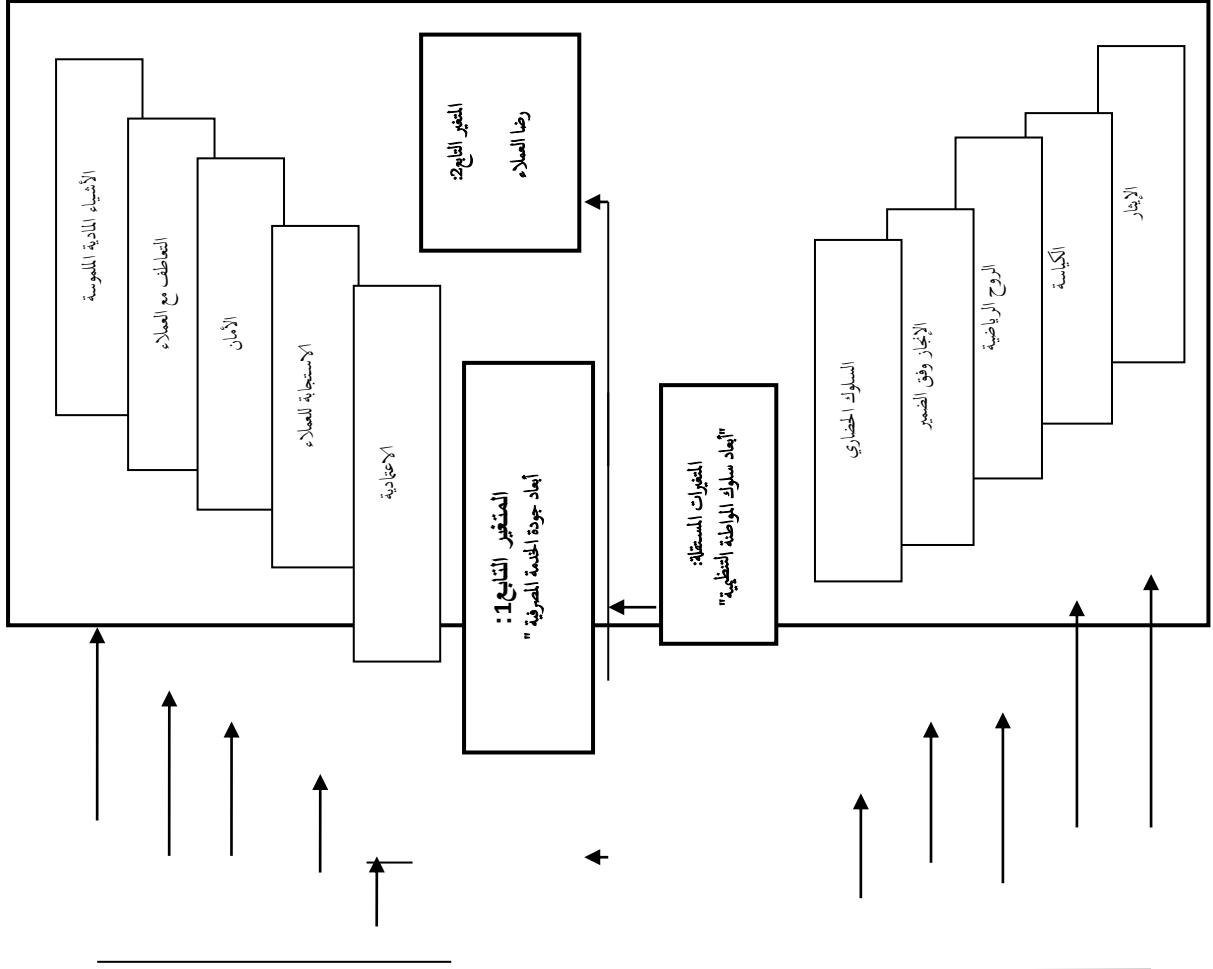 الأشياء المادية الملموسة
التعاطف مع العملاء
الأمان
الاستجابة للعملاء
الاعتمادية
المتغير التابع2:
رضا العملاء
المتغير التابع1:
أبعاد جودة الخدمة المصرفية "
المتغيرات المستقلة:
"أبعاد سلوك المواطنة التنظيمية"
السلوك الحضاري
الإنجاز وفق الضمير
الروح الرياضية
الكياسة
الإيثار